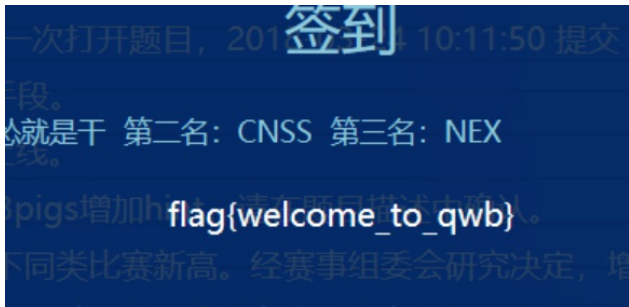 签到
一次打开题目，201 4 10:11:50 提交
手段。
怂就是干 第二名：CNSS 第三名：NEX
线。
3pigs增加hint，请在题目描述中确认。
flag{welcome_to_qwb}
不同类比赛新高。经赛事组委会研究决定，增